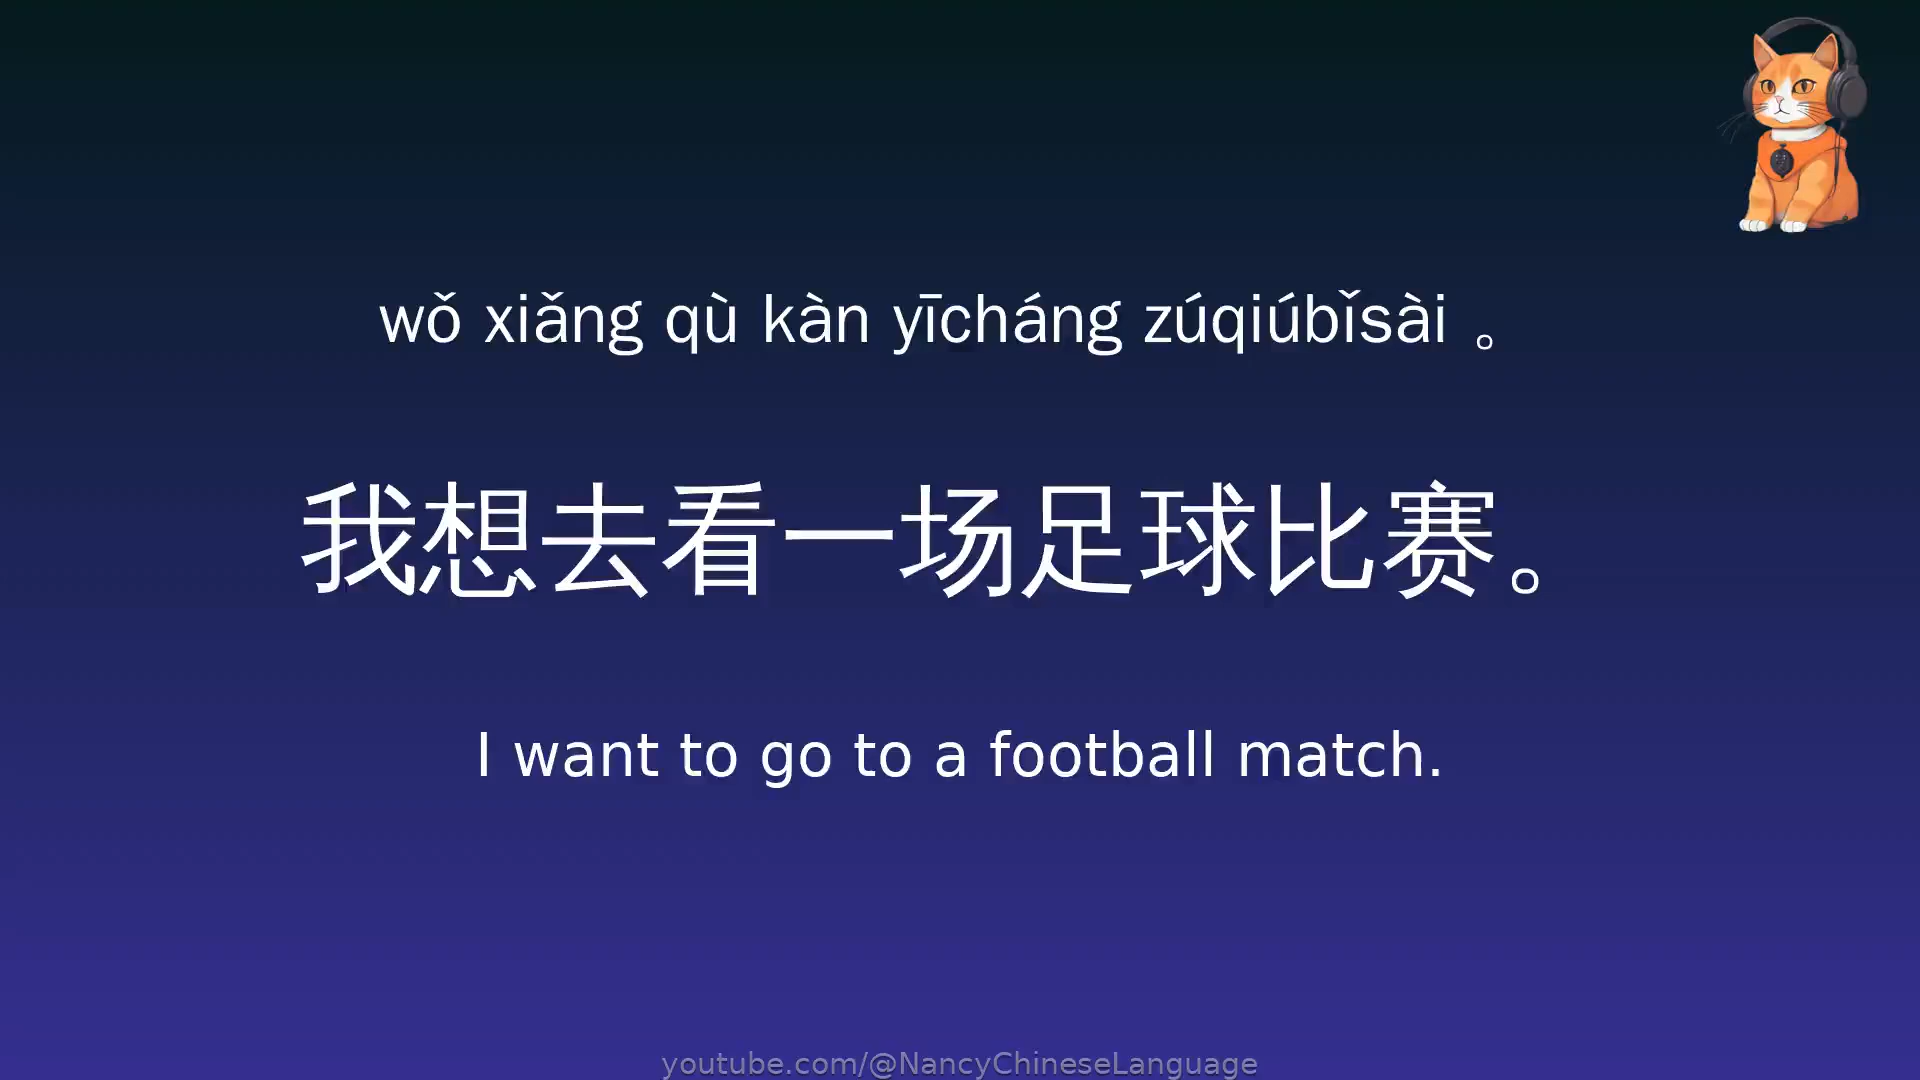 wǒ xiǎng qù kàn yīcháng zúqiúbǐsài 。
我想去看一场足球比赛。
I want to go to a football match.
youtube.com/@NancyChineseLanguage